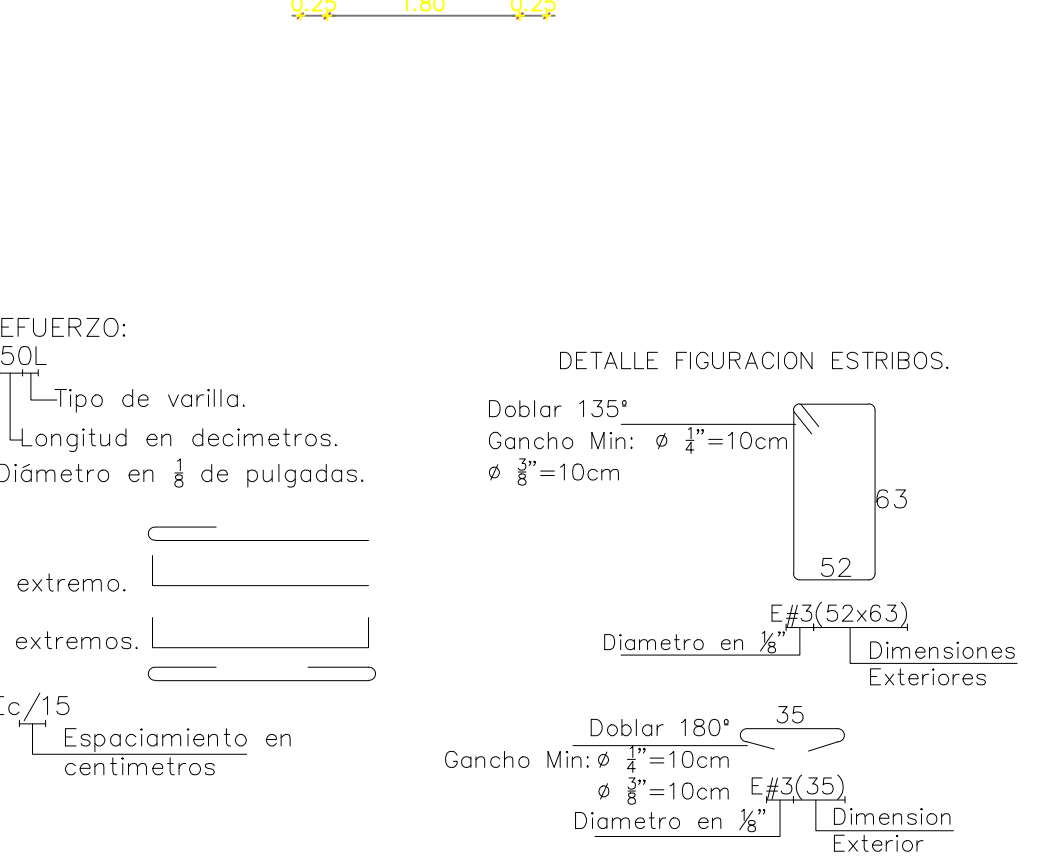 0.25 1.80 0.25
EFUERZO:
50L
Tipo de varilla.
Longitud en decimetros.
Diámetro en 1/8 de pulgadas.
extremo.
extremos.
Ec/15
Espaciamiento en
centimetros
DETALLE FIGURACION ESTRIBOS.
Doblar 135º
Gancho Min: ø 1/4"=10cm
ø 3/8"=10cm
63
52
E#3(52x63)
Diametro en 1/8"
Dimensiones
Exteriores
35
Doblar 180º
Gancho Min: ø 1/4"=10cm
ø 3/8"=10cm
E#3(35)
Diametro en 1/8"
Dimension
Exterior